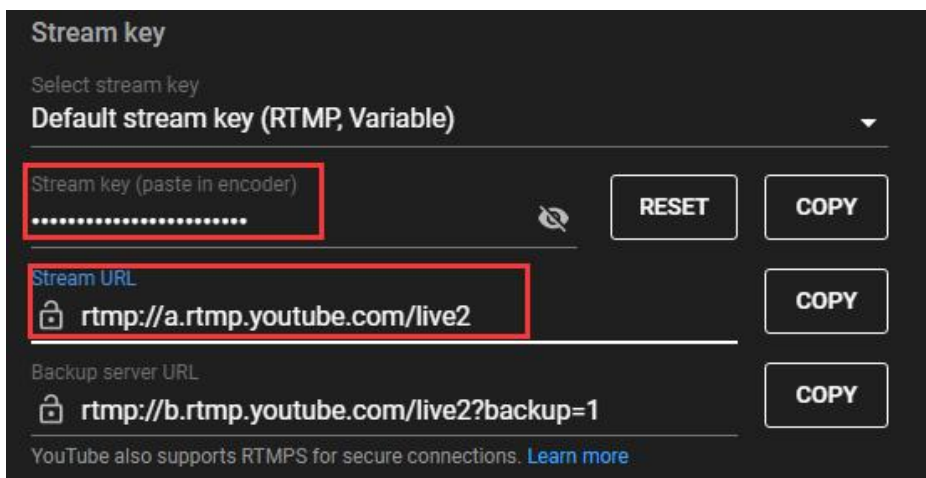 Stream key
Select stream key
Default stream key (RTMP, Variable)
Stream key (paste in encoder)
••••••••••••••••••••••••
RESET
COPY
Stream URL
rtmp://a.rtmp.youtube.com/live2
COPY
Backup server URL
rtmp://b.rtmp.youtube.com/live2?backup=1
COPY
YouTube also supports RTMPS for secure connections. Learn more